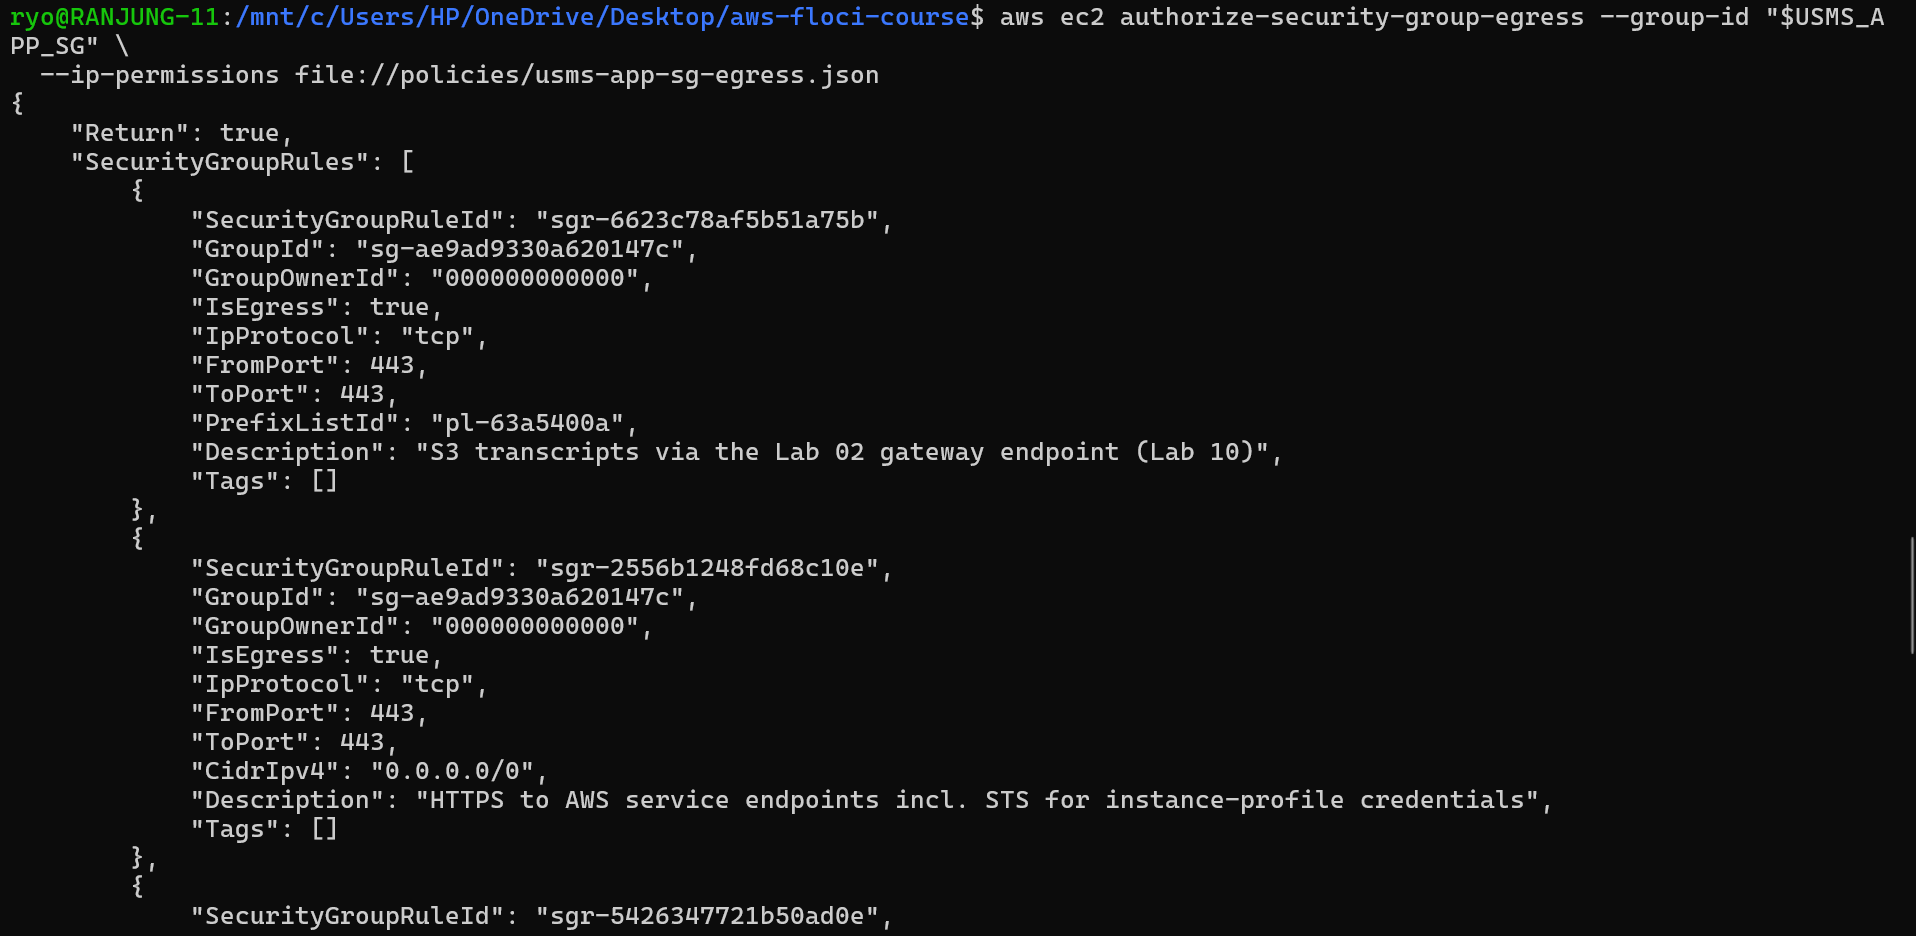 ryo@RANJUNG-11:/mnt/c/Users/HP/OneDrive/Desktop/aws-floci-course$ aws ec2 authorize-security-group-egress --group-id "$USMS_A
PP_SG" \
  --ip-permissions file://policies/usms-app-sg-egress.json
{
    "Return": true,
    "SecurityGroupRules": [
        {
            "SecurityGroupRuleId": "sgr-6623c78af5b51a75b",
            "GroupId": "sg-ae9ad9330a620147c",
            "GroupOwnerId": "000000000000",
            "IsEgress": true,
            "IpProtocol": "tcp",
            "FromPort": 443,
            "ToPort": 443,
            "PrefixListId": "pl-63a5400a",
            "Description": "S3 transcripts via the Lab 02 gateway endpoint (Lab 10)",
            "Tags": []
        },
        {
            "SecurityGroupRuleId": "sgr-2556b1248fd68c10e",
            "GroupId": "sg-ae9ad9330a620147c",
            "GroupOwnerId": "000000000000",
            "IsEgress": true,
            "IpProtocol": "tcp",
            "FromPort": 443,
            "ToPort": 443,
            "CidrIpv4": "0.0.0.0/0",
            "Description": "HTTPS to AWS service endpoints incl. STS for instance-profile credentials",
            "Tags": []
        },
        {
            "SecurityGroupRuleId": "sgr-5426347721b50ad0e",